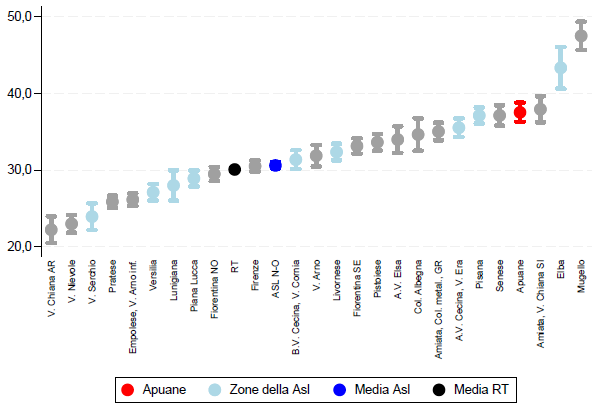 50,0
40,0
30,0
20,0
V. Chiana AR
V. Nievole
V. Serchio
Pratese
Empolese, V. Arno inf.
Versilia
Lunigiana
Piana Lucca
Fiorentina NO
RT
Firenze
ASL N-O
B.V. Cecina, V. Cornia
V. Arno
Livornese
Fiorentina SE
Pistoiese
A.V. Elsa
Col. Albegna
Amiata, Col. metal., GR
A.V. Cecina, V. Era
Pisana
Senese
Apuane
Amiata, V. Chiana SI
Elba
Mugello
Apuane
Zone della Asl
Media Asl
Media RT